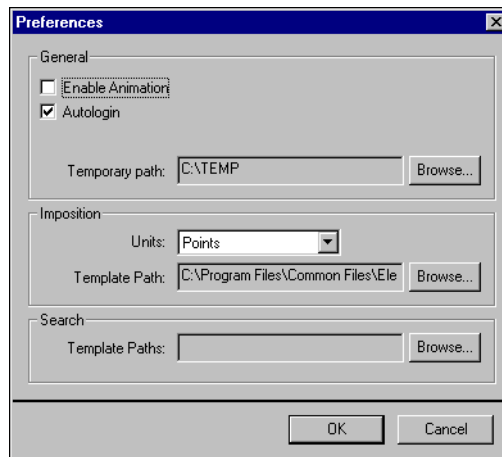 Preferences
General
Enable Animation
Autologin
Temporary path: C:\TEMP Browse...
Imposition
Units: Points
Template Path: C:\Program Files\Common Files\Ele Browse...
Search
Template Paths: Browse...
OK Cancel